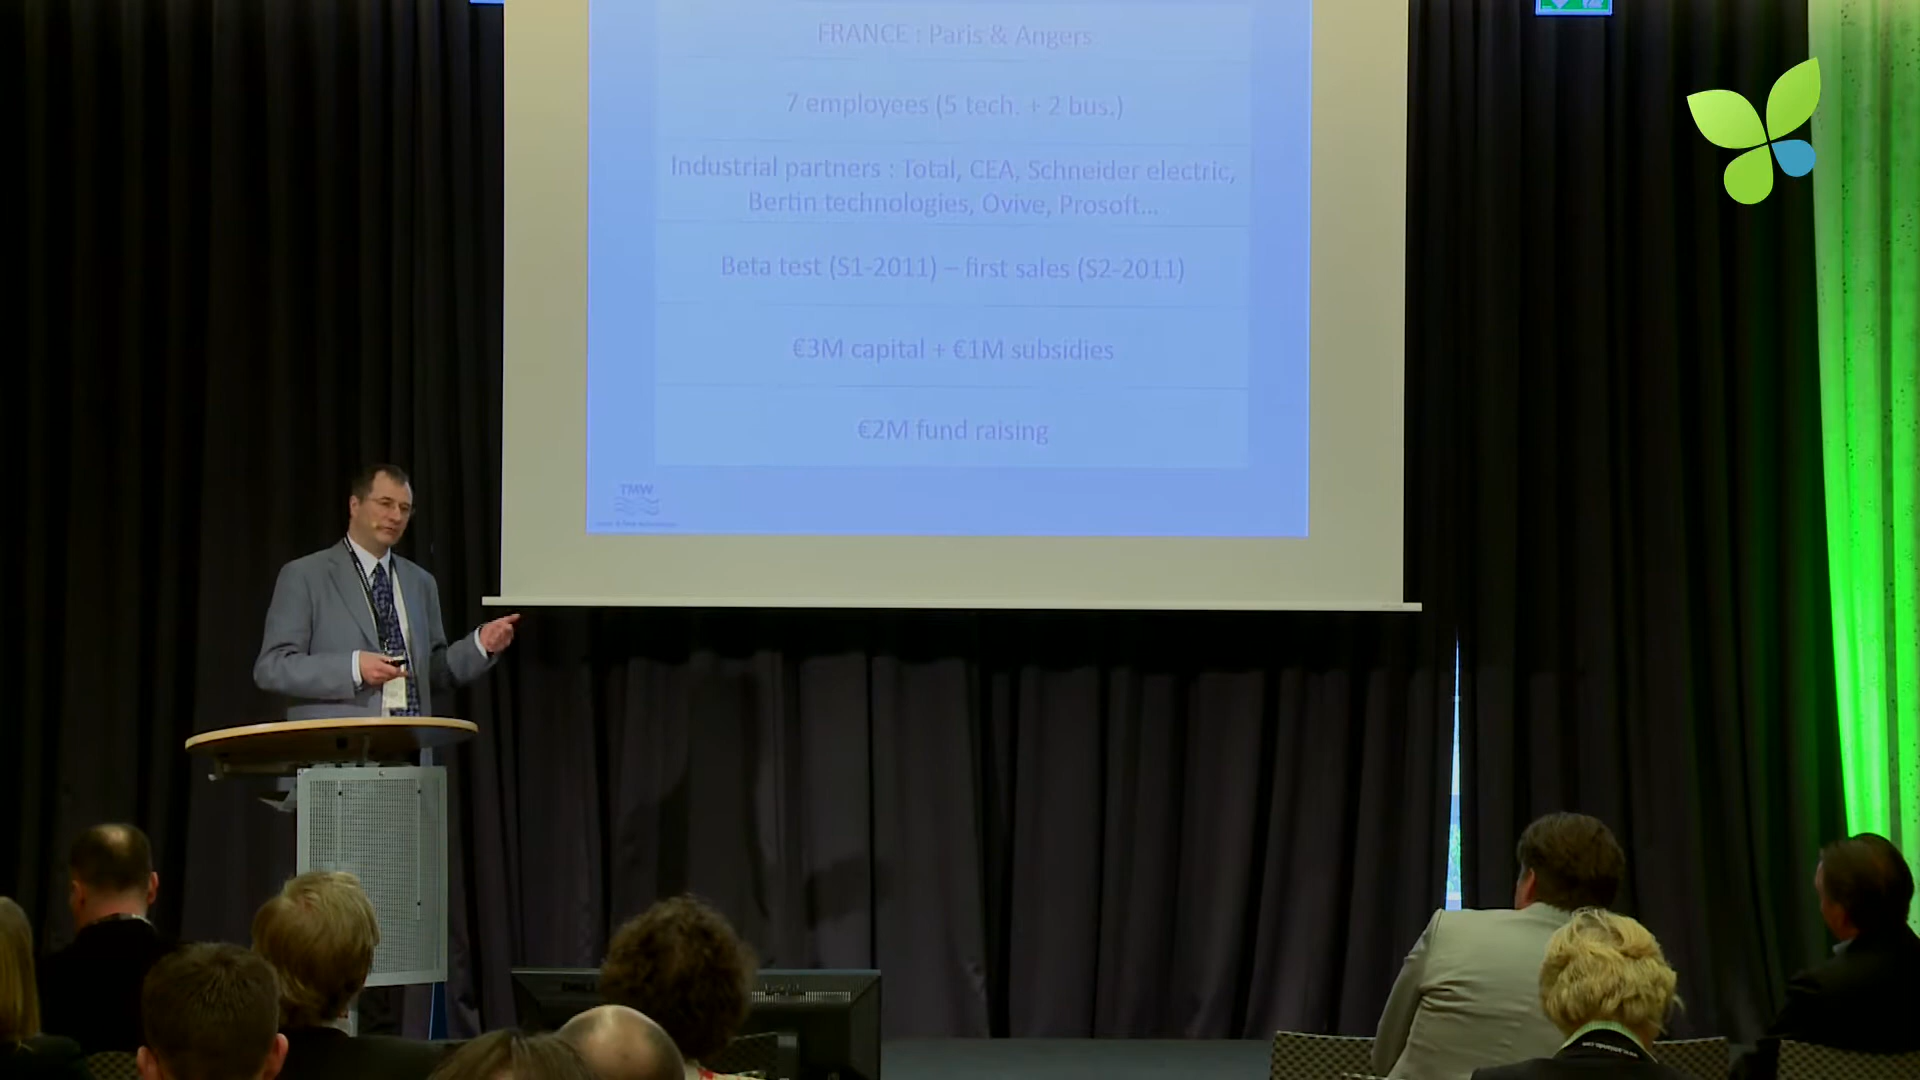 FRANCE : Paris & Angers
7 employees (5 tech. + 2 bus.)
Industrial partners : Total, CEA, Schneider electric,
Bertin technologies, Ovive, Prosoft...
Beta test (S1-2011) – first sales (S2-2011)
€3M capital + €1M subsidies
€2M fund raising
TMW
DELL